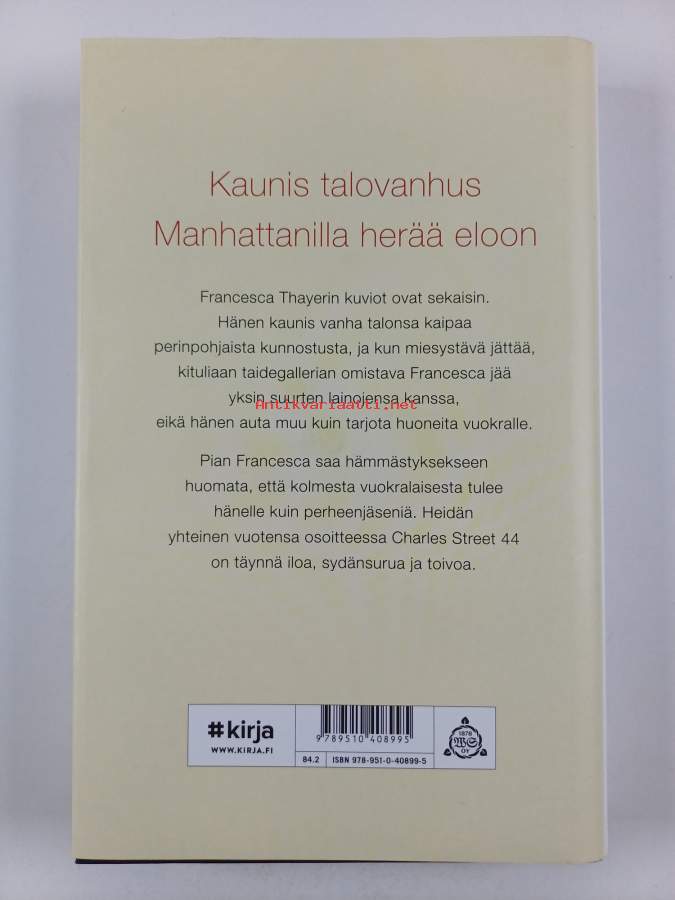 Kaunis talovanhus
Manhattanilla herää eloon
Francesca Thayerin kuviot ovat sekaisin.
Hänen kaunis vanha talonsa kaipaa
perinpohjaista kunnostusta, ja kun miesystävä jättää,
kituliaan taidegallerian omistava Francesca jää
yksin suurten lainojensa kanssa,
Antikvariaatti.net
eikä hänen auta muu kuin tarjota huoneita vuokralle.
Pian Francesca saa hämmästyksekseen
huomata, että kolmesta vuokralaisesta tulee
hänelle kuin perheenjäseniä. Heidän
yhteinen vuotensa osoitteessa Charles Street 44
on täynnä iloa, sydänsurua ja toivoa.
#kirja
WWW.KIRJA.FI
9 789510 408995
84.2 ISBN 978-951-0-40899-5
1878
WS
OY